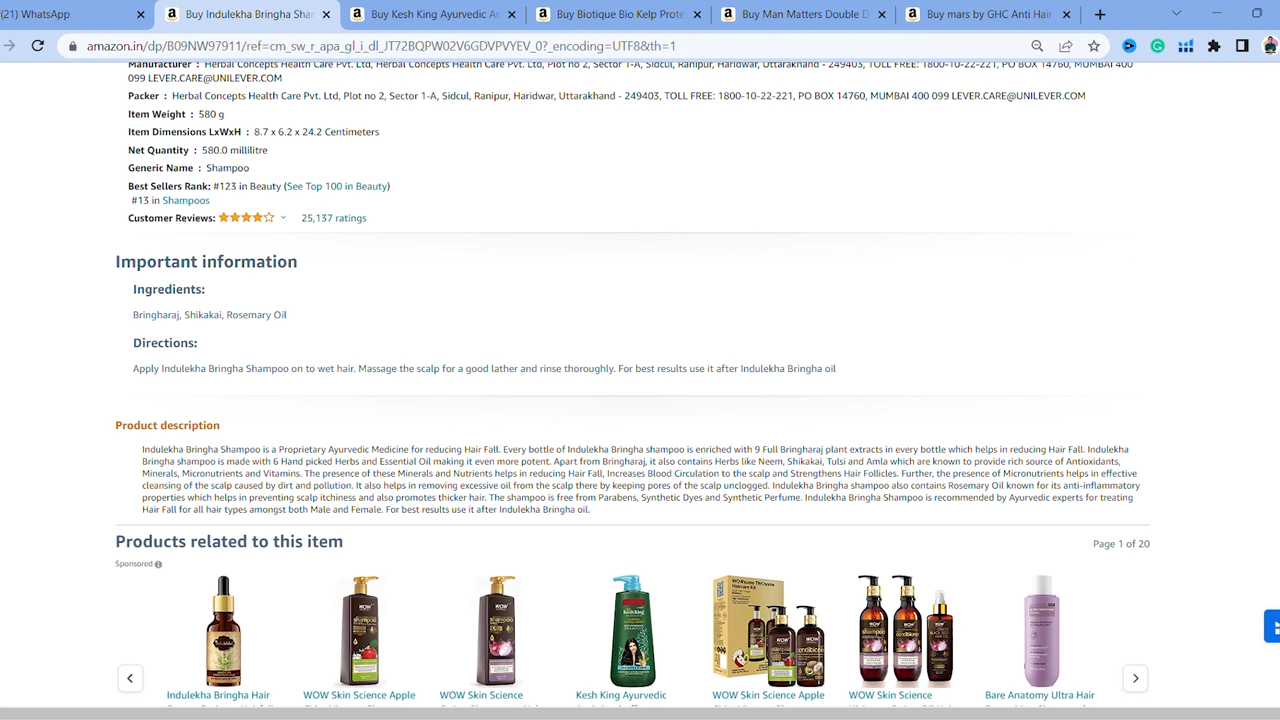 (21) WhatsApp
Buy Indulekha Bringha Sham
Buy Kesh King Ayurvedic An
Buy Biotique Bio Kelp Prote
Buy Man Matters Double D
Buy mars by GHC Anti Hair
amazon.in/dp/B09NW97911/ref=cm_sw_r_apa_gl_i_dl_JT72BQPW02V6GDVPVYEV_0?_encoding=UTF8&th=1
Manufacturer : Herbal Concepts Health Care Pvt. Ltd, Herbal Concepts Health Care Pvt. Ltd, Plot no 2, Sector 1-A, Sidcul, Ranipur, Haridwar, Uttarakhand - 249403, TOLL FREE: 1800-10-22-221, PO BOX 14760, MUMBAI 400
099 LEVER.CARE@UNILEVER.COM
Packer : Herbal Concepts Health Care Pvt. Ltd, Plot no 2, Sector 1-A, Sidcul, Ranipur, Haridwar, Uttarakhand - 249403, TOLL FREE: 1800-10-22-221, PO BOX 14760, MUMBAI 400 099 LEVER.CARE@UNILEVER.COM
Item Weight : 580 g
Item Dimensions LxWxH : 8.7 x 6.2 x 24.2 Centimeters
Net Quantity : 580.0 millilitre
Generic Name : Shampoo
Best Sellers Rank: #123 in Beauty (See Top 100 in Beauty)
#13 in Shampoos
Customer Reviews: 25,137 ratings
Important information
Ingredients:
Bringharaj, Shikakai, Rosemary Oil
Directions:
Apply Indulekha Bringha Shampoo on to wet hair. Massage the scalp for a good lather and rinse thoroughly. For best results use it after Indulekha Bringha oil
Product description
Indulekha Bringha Shampoo is a Proprietary Ayurvedic Medicine for reducing Hair Fall. Every bottle of Indulekha Bringha shampoo is enriched with 9 Full Bringharaj plant extracts in every bottle which helps in reducing Hair Fall. Indulekha
Bringha shampoo is made with 6 Hand picked Herbs and Essential Oil making it even more potent. Apart from Bringharaj, it also contains Herbs like Neem, Shikakai, Tulsi and Amla which are known to provide rich source of Antioxidants,
Minerals, Micronutrients and Vitamins. The presence of these Minerals and Nutrients helps in reducing Hair Fall, Increases Blood Circulation to the scalp and Strengthens Hair Follicles. Further, the presence of Micronutrients helps in effective
cleansing of the scalp caused by dirt and pollution. It also helps in removing excessive oil from the scalp there by keeping pores of the scalp unclogged. Indulekha Bringha shampoo also contains Rosemary Oil known for its anti-inflammatory
properties which helps in preventing scalp itchiness and also promotes thicker hair. The shampoo is free from Parabens, Synthetic Dyes and Synthetic Perfume. Indulekha Bringha Shampoo is recommended by Ayurvedic experts for treating
Hair Fall for all hair types amongst both Male and Female. For best results use it after Indulekha Bringha oil.
Products related to this item
Page 1 of 20
Sponsored
Indulekha Bringha Hair
WOW Skin Science Apple
WOW Skin Science
Kesh King Ayurvedic
WOW Skin Science Apple
WOW Skin Science
Bare Anatomy Ultra Hair